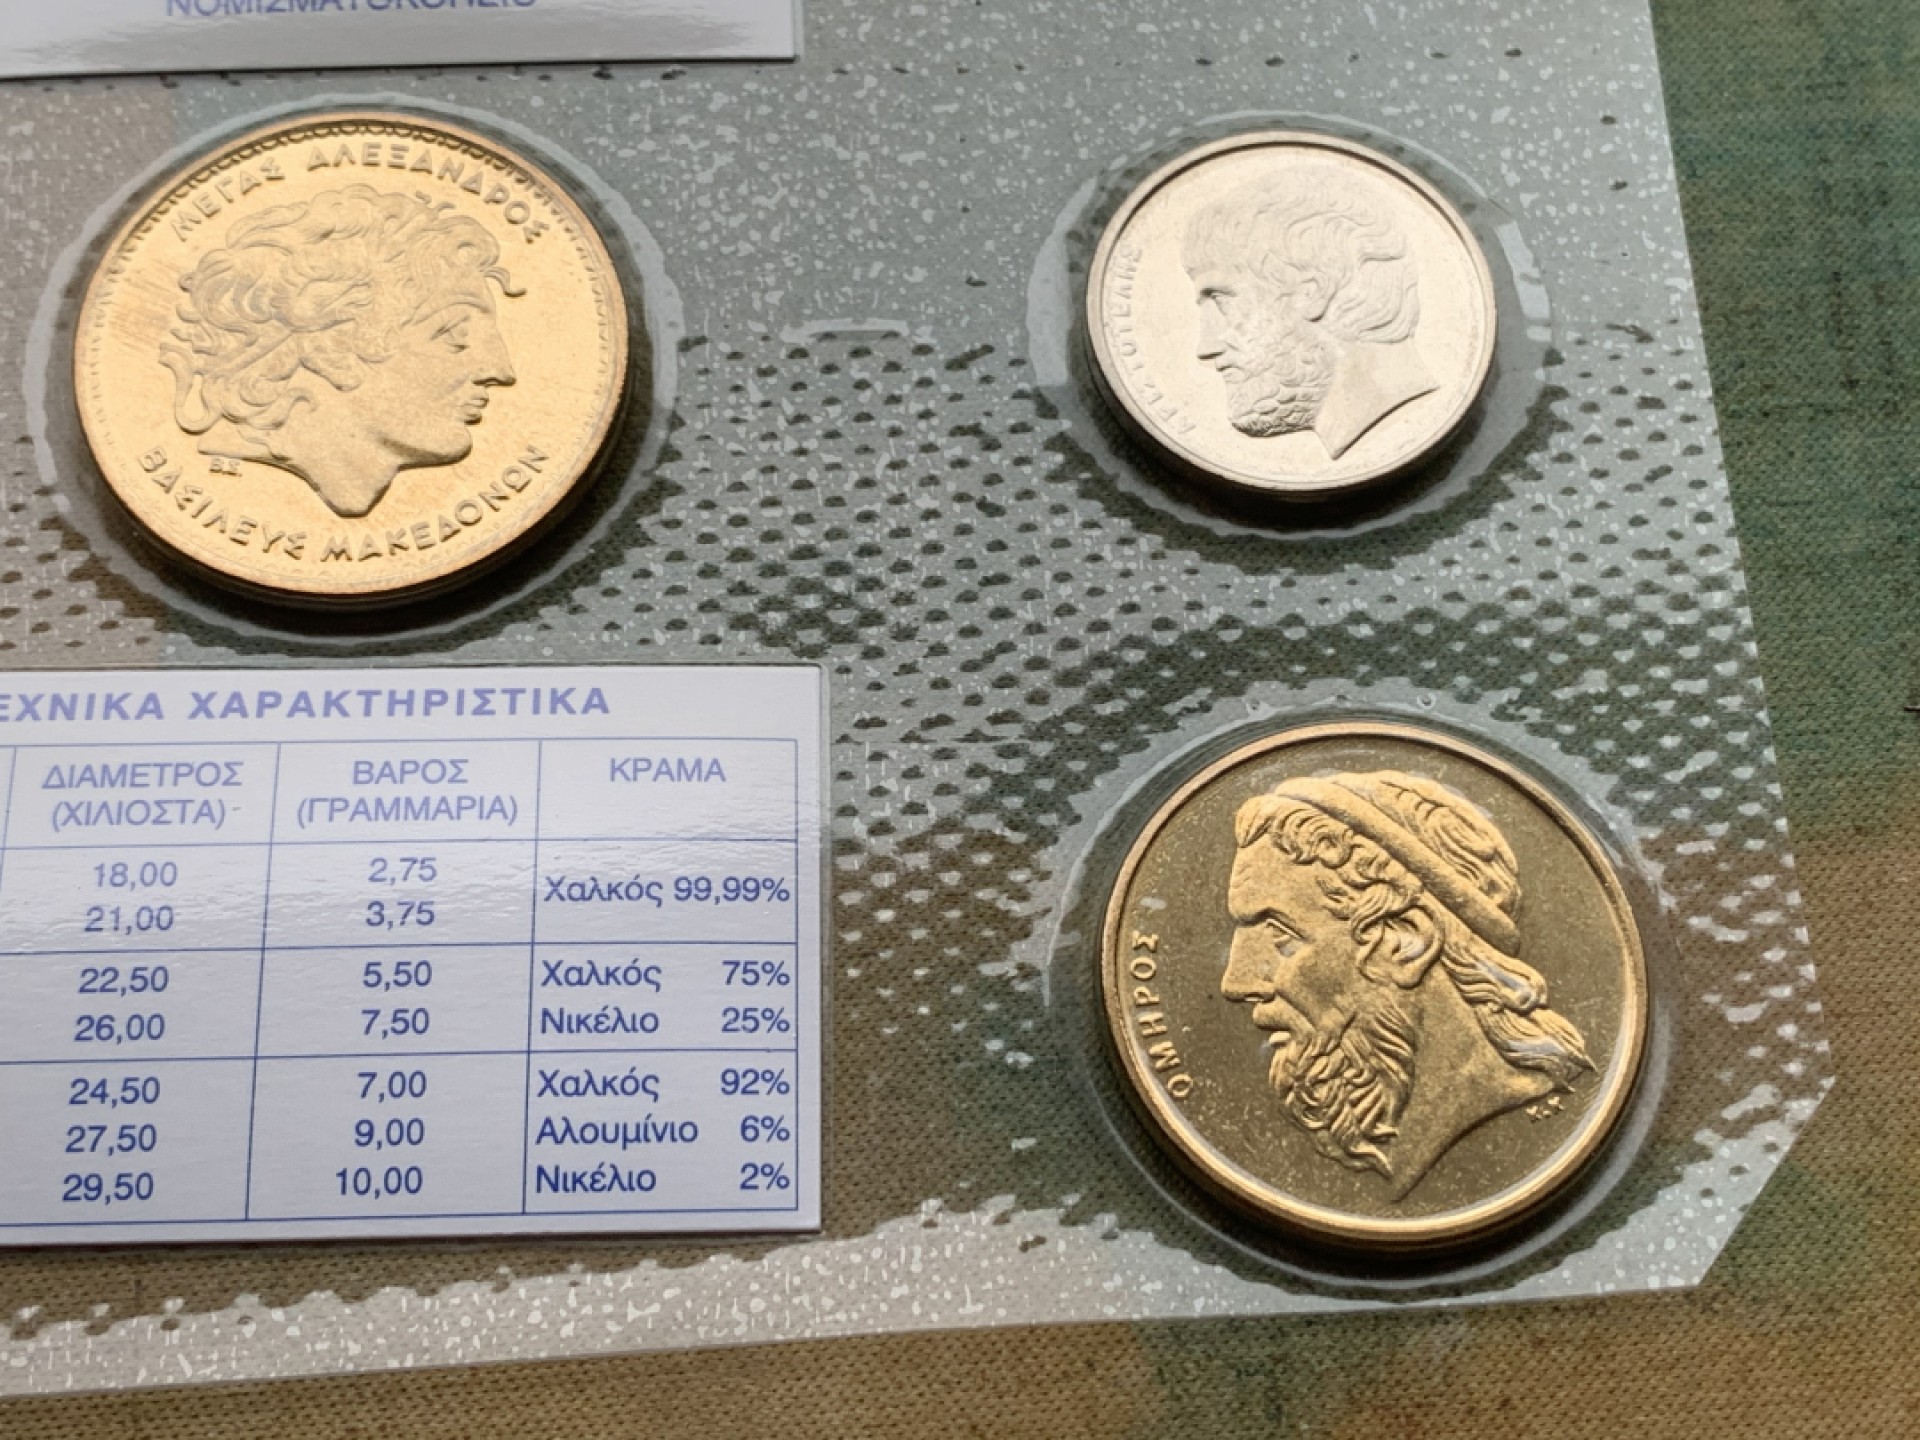 ΝΟΜΙΣΜΑΤΟΚΟΠΕΙΟ
ΜΕΓΑΣ ΑΛΕΞΑΝΔΡΟΣ
ΒΑΣΙΛΕΥΣ ΜΑΚΕΔΟΝΩΝ
Β.Σ.
ΑΡΙΣΤΟΤΕΛΗΣ
ΕΧΝΙΚΑ ΧΑΡΑΚΤΗΡΙΣΤΙΚΑ
ΔΙΑΜΕΤΡΟΣ ΒΑΡΟΣ ΚΡΑΜΑ
(ΧΙΛΙΟΣΤΑ) (ΓΡΑΜΜΑΡΙΑ)
18,00 2,75 Χαλκός 99,99%
21,00 3,75
22,50 5,50 Χαλκός 75%
26,00 7,50 Νικέλιο 25%
24,50 7,00 Χαλκός 92%
27,50 9,00 Αλουμίνιο 6%
29,50 10,00 Νικέλιο 2%
ΟΜΗΡΟΣ